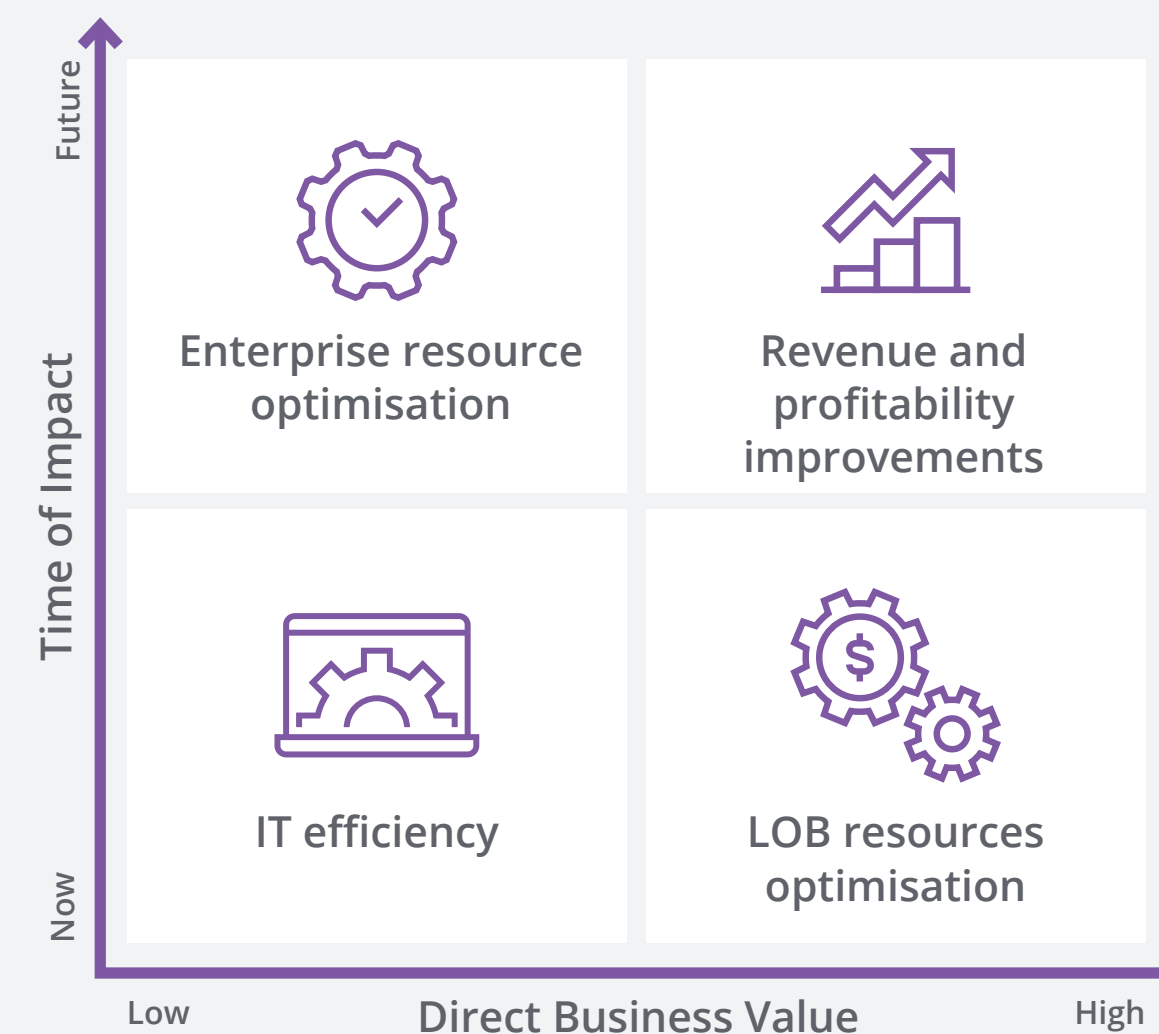 Future
Time of Impact
Now
Enterprise resource
optimisation
Revenue and
profitability
improvements
IT efficiency
$
LOB resources
optimisation
Low
Direct Business Value
High